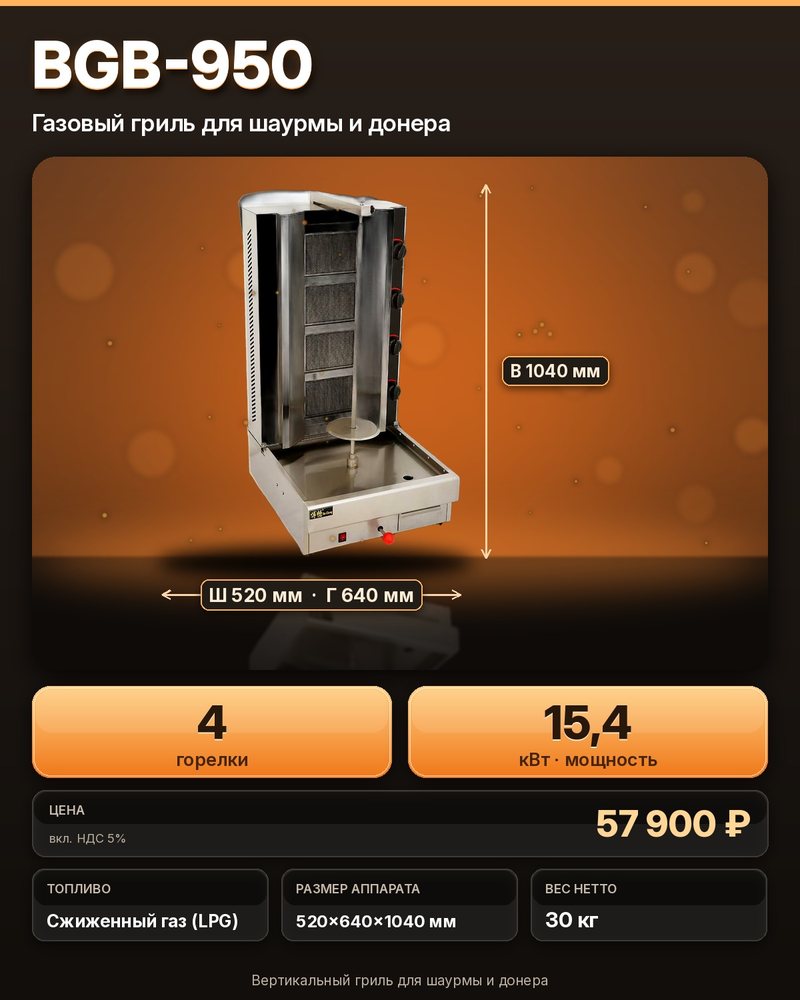 BGB-950
Газовый гриль для шаурмы и донера
В 1040 мм
Ш 520 мм · Г 640 мм
4
горелки
15,4
кВт · мощность
ЦЕНА
вкл. НДС 5%
57 900 ₽
ТОПЛИВО
Сжиженный газ (LPG)
РАЗМЕР АППАРАТА
520×640×1040 мм
ВЕС НЕТТО
30 кг
Вертикальный гриль для шаурмы и донера